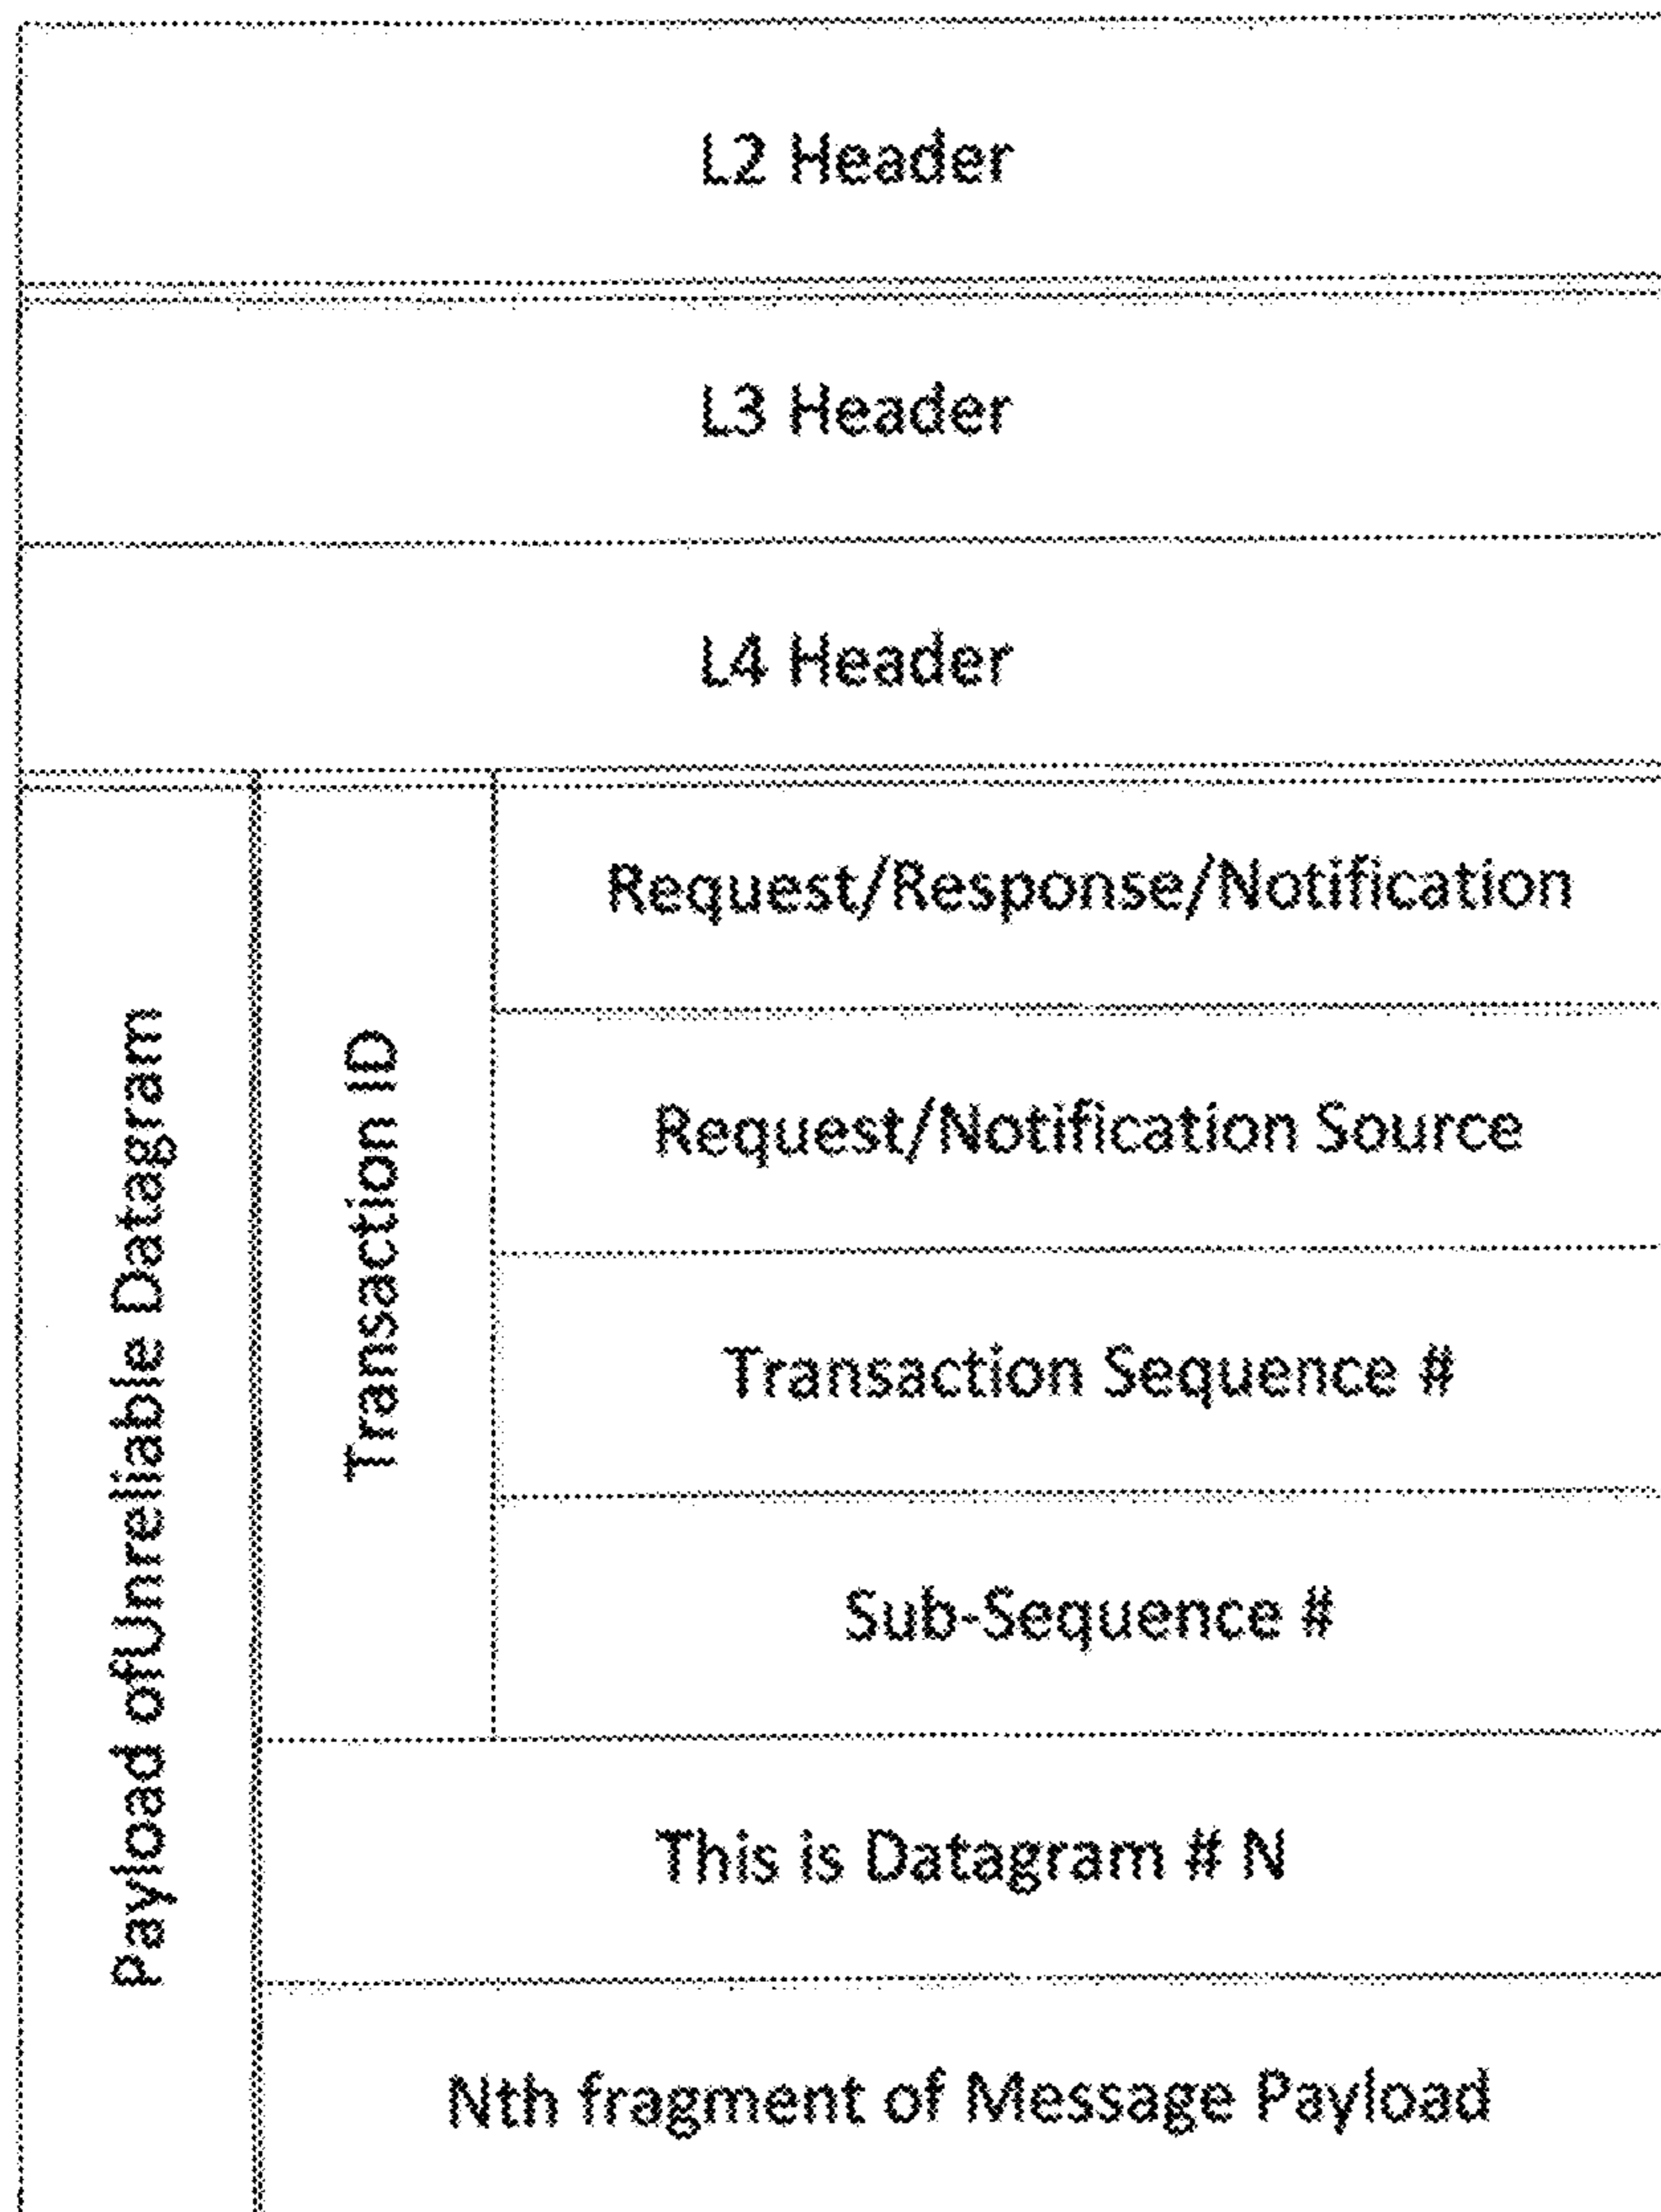 L2 Header
L3 Header
L4 Header
Payload ofUnreliable Datagram
Transaction ID
Request/Response/Notification
Request/Notification Source
Transaction Sequence #
Sub-Sequence #
This is Datagram # N
Nth fragment of Message Payload